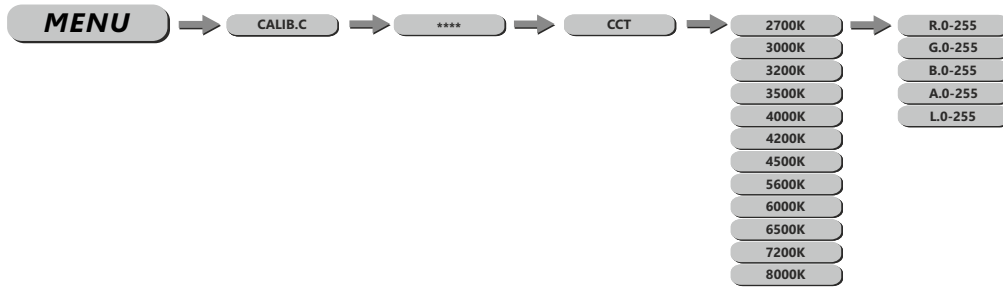 MENU CALIB.C **** CCT 2700K R.0-255
3000K G.0-255
3200K B.0-255
3500K A.0-255
4000K L.0-255
4200K
4500K
5600K
6000K
6500K
7200K
8000K